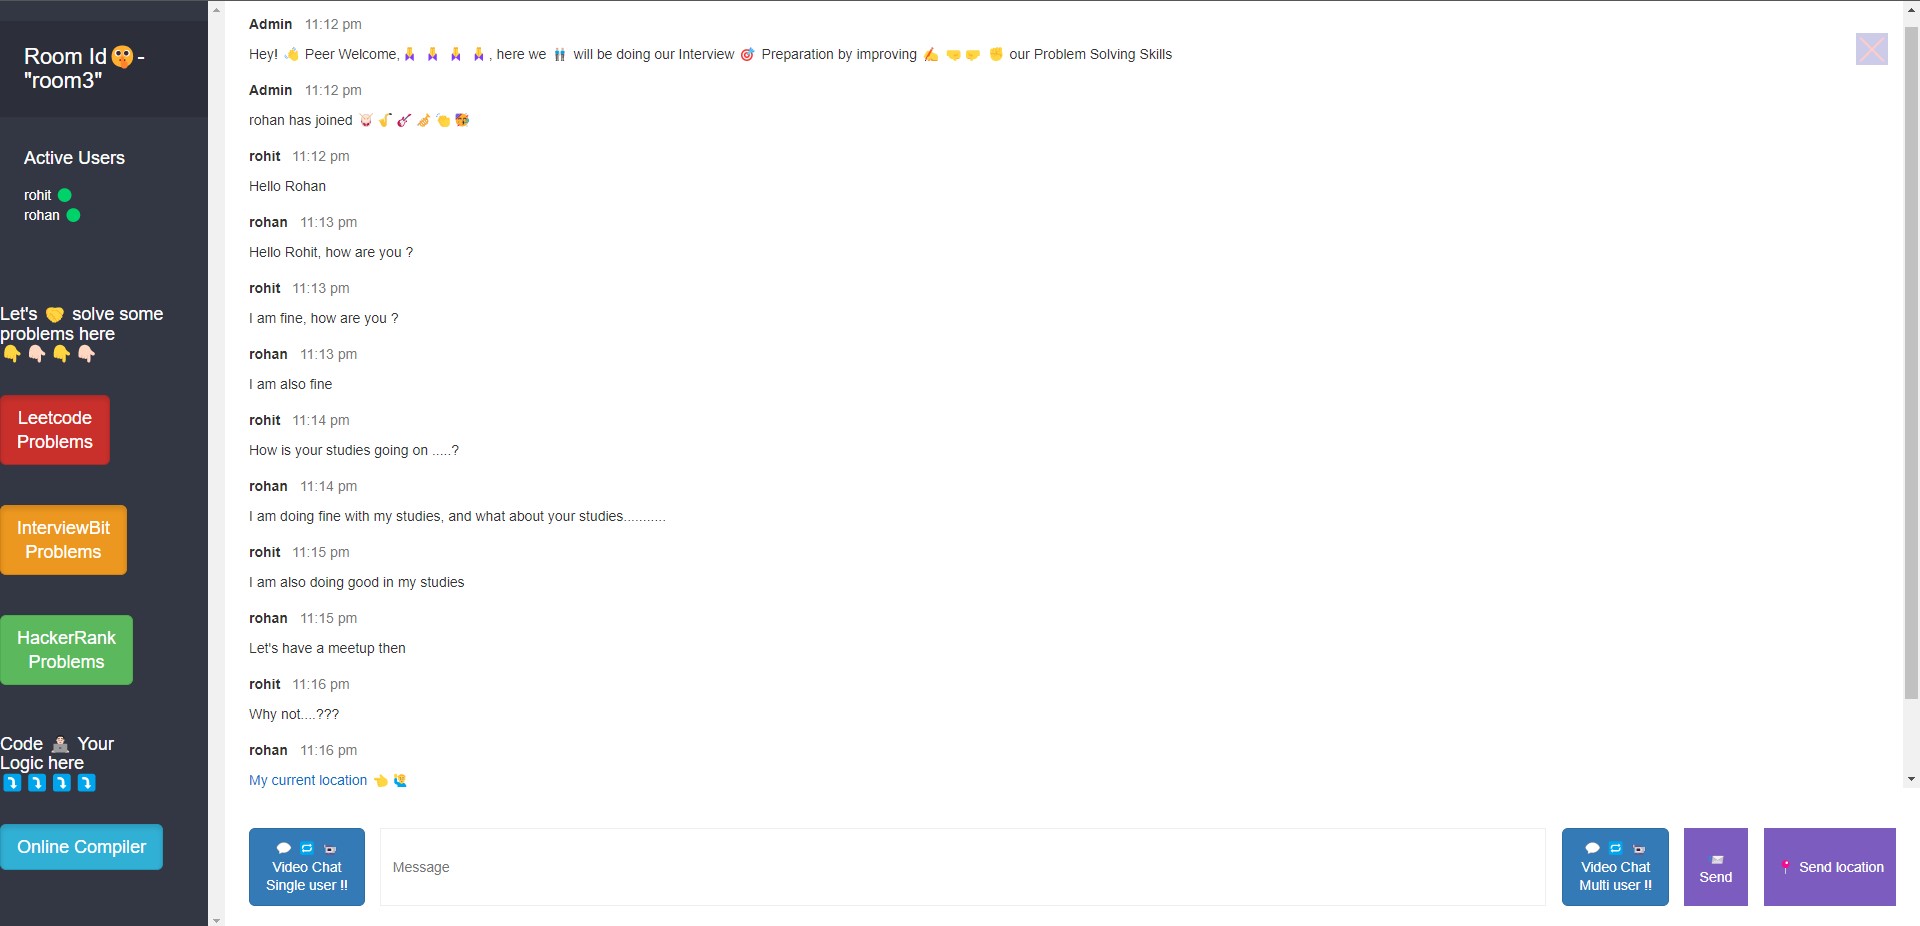 Room Id🤫-
"room3"
Active Users
rohit
rohan
Let's 🤝 solve some
problems here
👇👇🏻👇👇🏻
Leetcode
Problems
InterviewBit
Problems
HackerRank
Problems
Code 👨🏻‍💻 Your
Logic here
⤵️⤵️⤵️⤵️
Online Compiler
Admin 11:12 pm
Hey! 👋 Peer Welcome, here we 👬 will be doing our Interview 🎯 Preparation by improving ✍️ 🤜🤛 ✊ our Problem Solving Skills
Admin 11:12 pm
rohan has joined
rohit 11:12 pm
Hello Rohan
rohan 11:13 pm
Hello Rohit, how are you ?
rohit 11:13 pm
I am fine, how are you ?
rohan 11:13 pm
I am also fine
rohit 11:14 pm
How is your studies going on .....?
rohan 11:14 pm
I am doing fine with my studies, and what about your studies...........
rohit 11:15 pm
I am also doing good in my studies
rohan 11:15 pm
Let's have a meetup then
rohit 11:16 pm
Why not....???
rohan 11:16 pm
My current location
Video Chat
Single user !!
Message
Video Chat
Multi user !!
Send
Send location